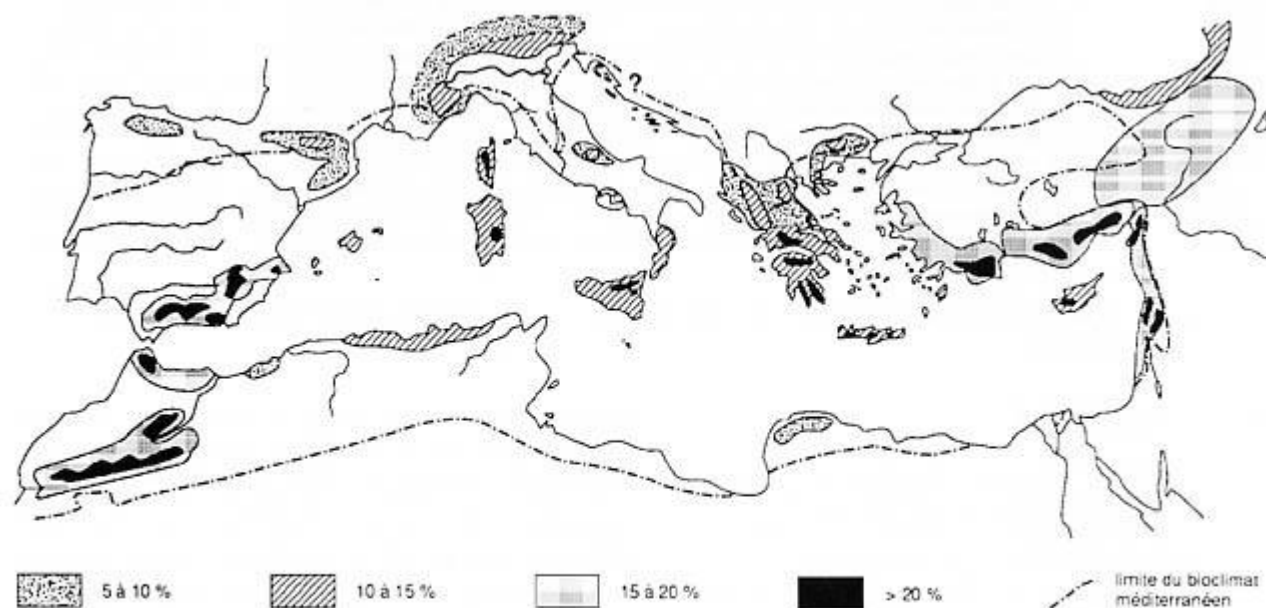 ?
5 à 10 %
10 à 15 %
15 à 20 %
> 20 %
limite du bioclimat
méditerranéen